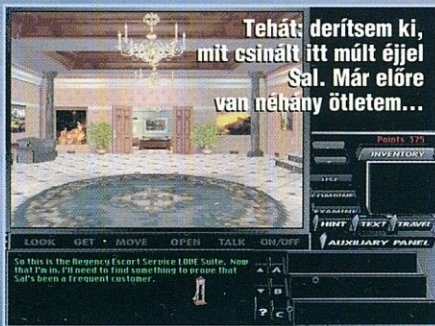 Tehát: derítsem ki,
mit csinált itt múlt éjjel
Sal. Már előre
van néhány ötletem...
Points 375
INVENTORY
USE
COMBINE
EXAMINE
HINT TEXT TRAVEL
LOOK GET • MOVE OPEN TALK ON/OFF
AUXILIARY PANEL
So this is the Regency Escort Service LOVE Suite. Now
that I'm in, I'll need to find something to prove that
Sal's been a frequent customer.
A
B
? C